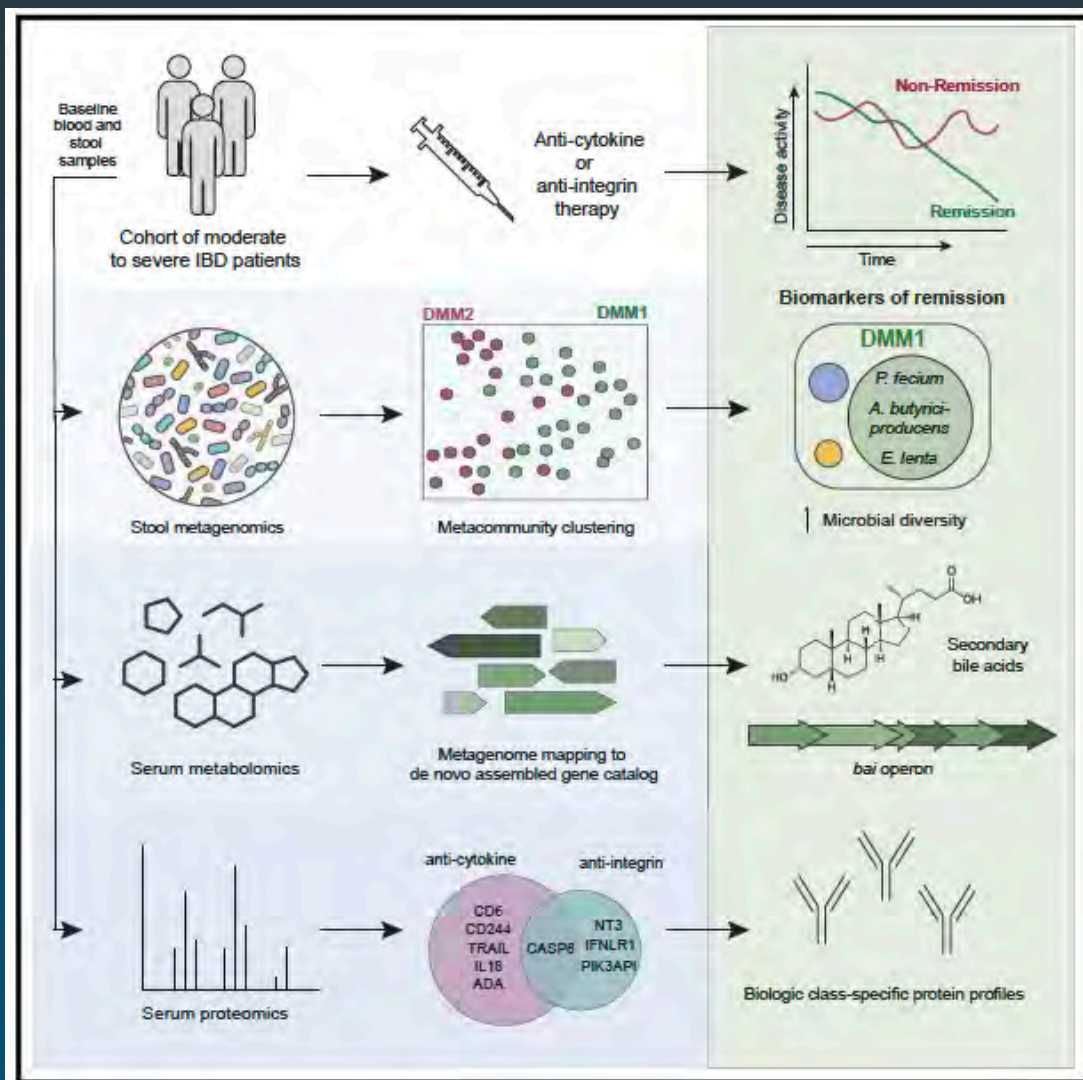 Baseline
blood and
stool
samples
Cohort of moderate
to severe IBD patients
Anti-cytokine
or
anti-integrin
therapy
Disease activity
Non-Remission
Remission
Time
Biomarkers of remission
Stool metagenomics
DMM2 DMM1
Metacommunity clustering
DMM1
P. fecium
A. butyrici-
producens
E. lenta
Microbial diversity
Serum metabolomics
Metagenome mapping to
de novo assembled gene catalog
O
OH
H
H
H
H
HO
H
Secondary
bile acids
bai operon
Serum proteomics
anti-cytokine anti-integrin
CD6
CD244
TRAIL
IL18
ADA
CASP8
NT3
IFNLR1
PIK3API
Biologic class-specific protein profiles